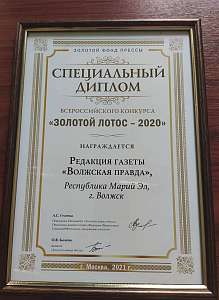 ЗОЛОТОЙ ФОНД ПРЕССЫ
СПЕЦИАЛЬНЫЙ
ДИПЛОМ
ВСЕРОССИЙСКОГО КОНКУРСА
«ЗОЛОТОЙ ЛОТОС – 2020»
НАГРАЖДАЕТСЯ
РЕДАКЦИЯ ГАЗЕТЫ
«ВОЛЖСКАЯ ПРАВДА»,
Республика Марий Эл,
г. Волжск
г. Москва, 2021 г.